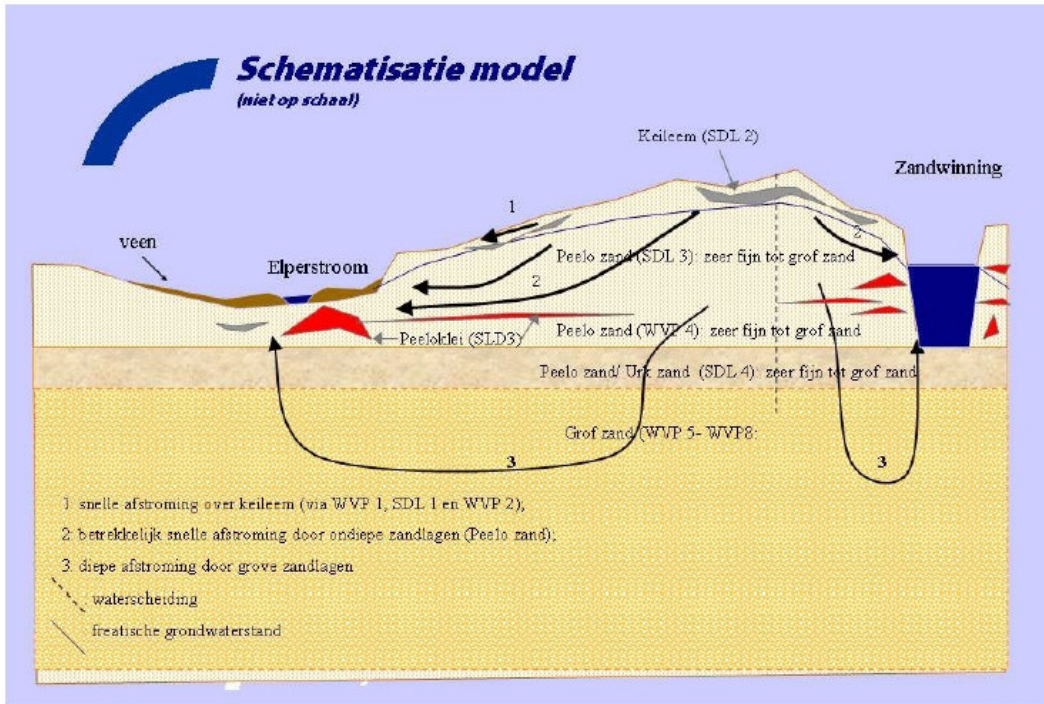 Schematisatie model
(niet op schaal)
Keileem (SDL 2)
Zandwinning
1
veen
Elperstroom
2
Peelo zand (SDL 3): zeer fijn tot grof zand
2
Peeloklei (SLD3)
Peelo zand (WVP 4): zeer fijn tot grof zand
Peelo zand/ Urk zand (SDL 4): zeer fijn tot grof zand
Grof zand (WVP 5- WVP8:
3
3
1: snelle afstroming over keileem (via WVP 1, SDL 1 en WVP 2);
2: betrekkelijk snelle afstroming door ondiepe zandlagen (Peelo zand);
3: diepe afstroming door grove zandlagen
: waterscheiding
: freatische grondwaterstand